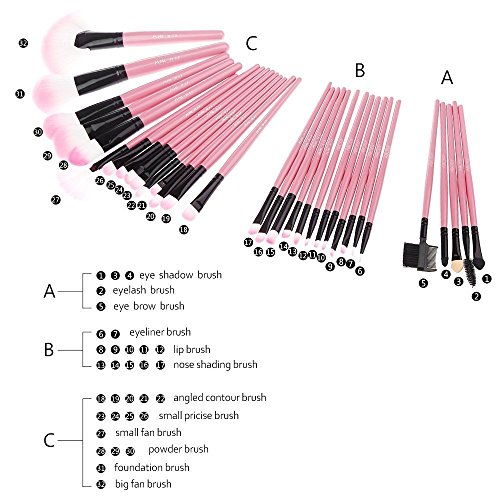 C
B
A
32
31
30
29
28
27
26 25 24 23 22 21 20 19 18
17 16 15 14 13 12 11 10 9 8 7 6
5 4 3 2 1
A
1 3 4 eye shadow brush
2 eyelash brush
5 eye brow brush
B
6 7 eyeliner brush
8 9 10 11 12 lip brush
13 14 15 16 17 nose shading brush
C
18 19 20 21 22 angled contour brush
23 24 25 26 small pricise brush
27 small fan brush
28 29 30 powder brush
31 foundation brush
32 big fan brush